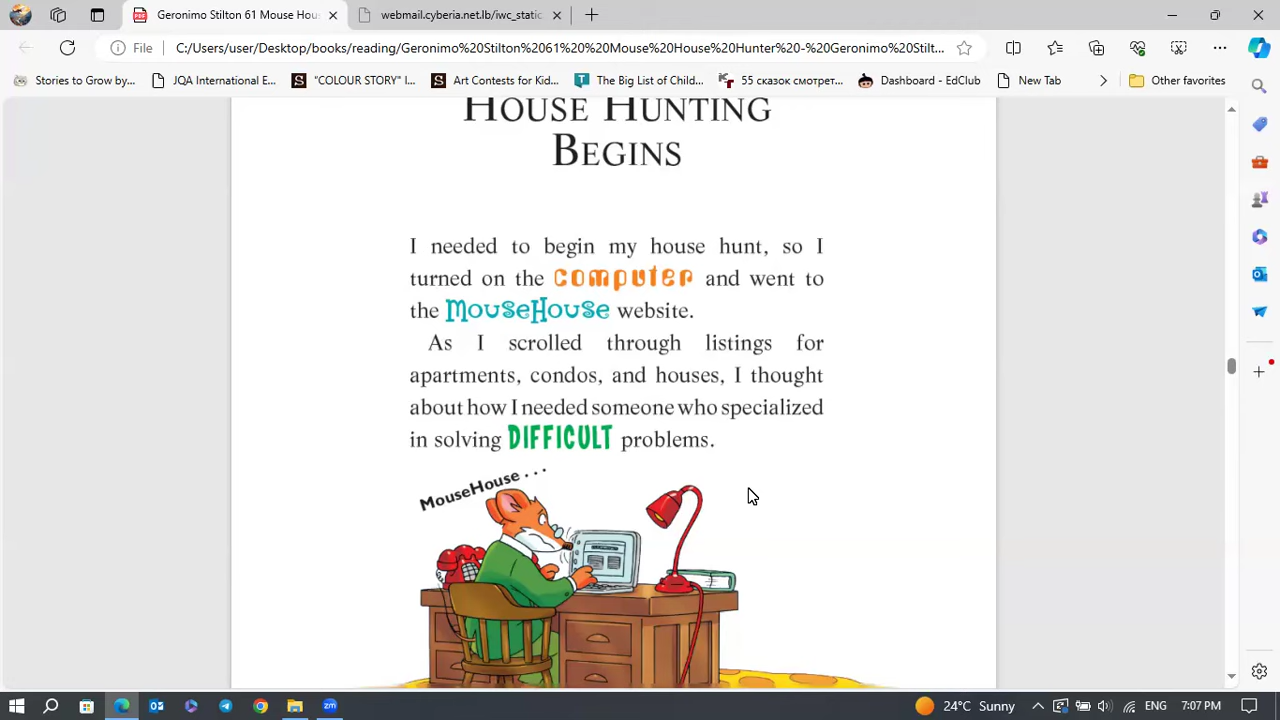 Geronimo Stilton 61 Mouse Hou
webmail.cyberia.net.lb/iwc_static
File
C:/Users/user/Desktop/books/reading/Geronimo%20Stilton%2061%20%20Mouse%20House%20Hunter%20-%20Geronimo%20Stilt...
Stories to Grow by...
JQA International E...
"COLOUR STORY" I...
Art Contests for Kid...
The Big List of Child...
55 сказок смотрет...
Dashboard - EdClub
New Tab
Other favorites
HOUSE HUNTING
BEGINS
I needed to begin my house hunt, so I
turned on the computer and went to
the MouseHouse website.
As I scrolled through listings for
apartments, condos, and houses, I thought
about how I needed someone who specialized
in solving DIFFICULT problems.
MouseHouse . . .
24°C Sunny
ENG
7:07 PM